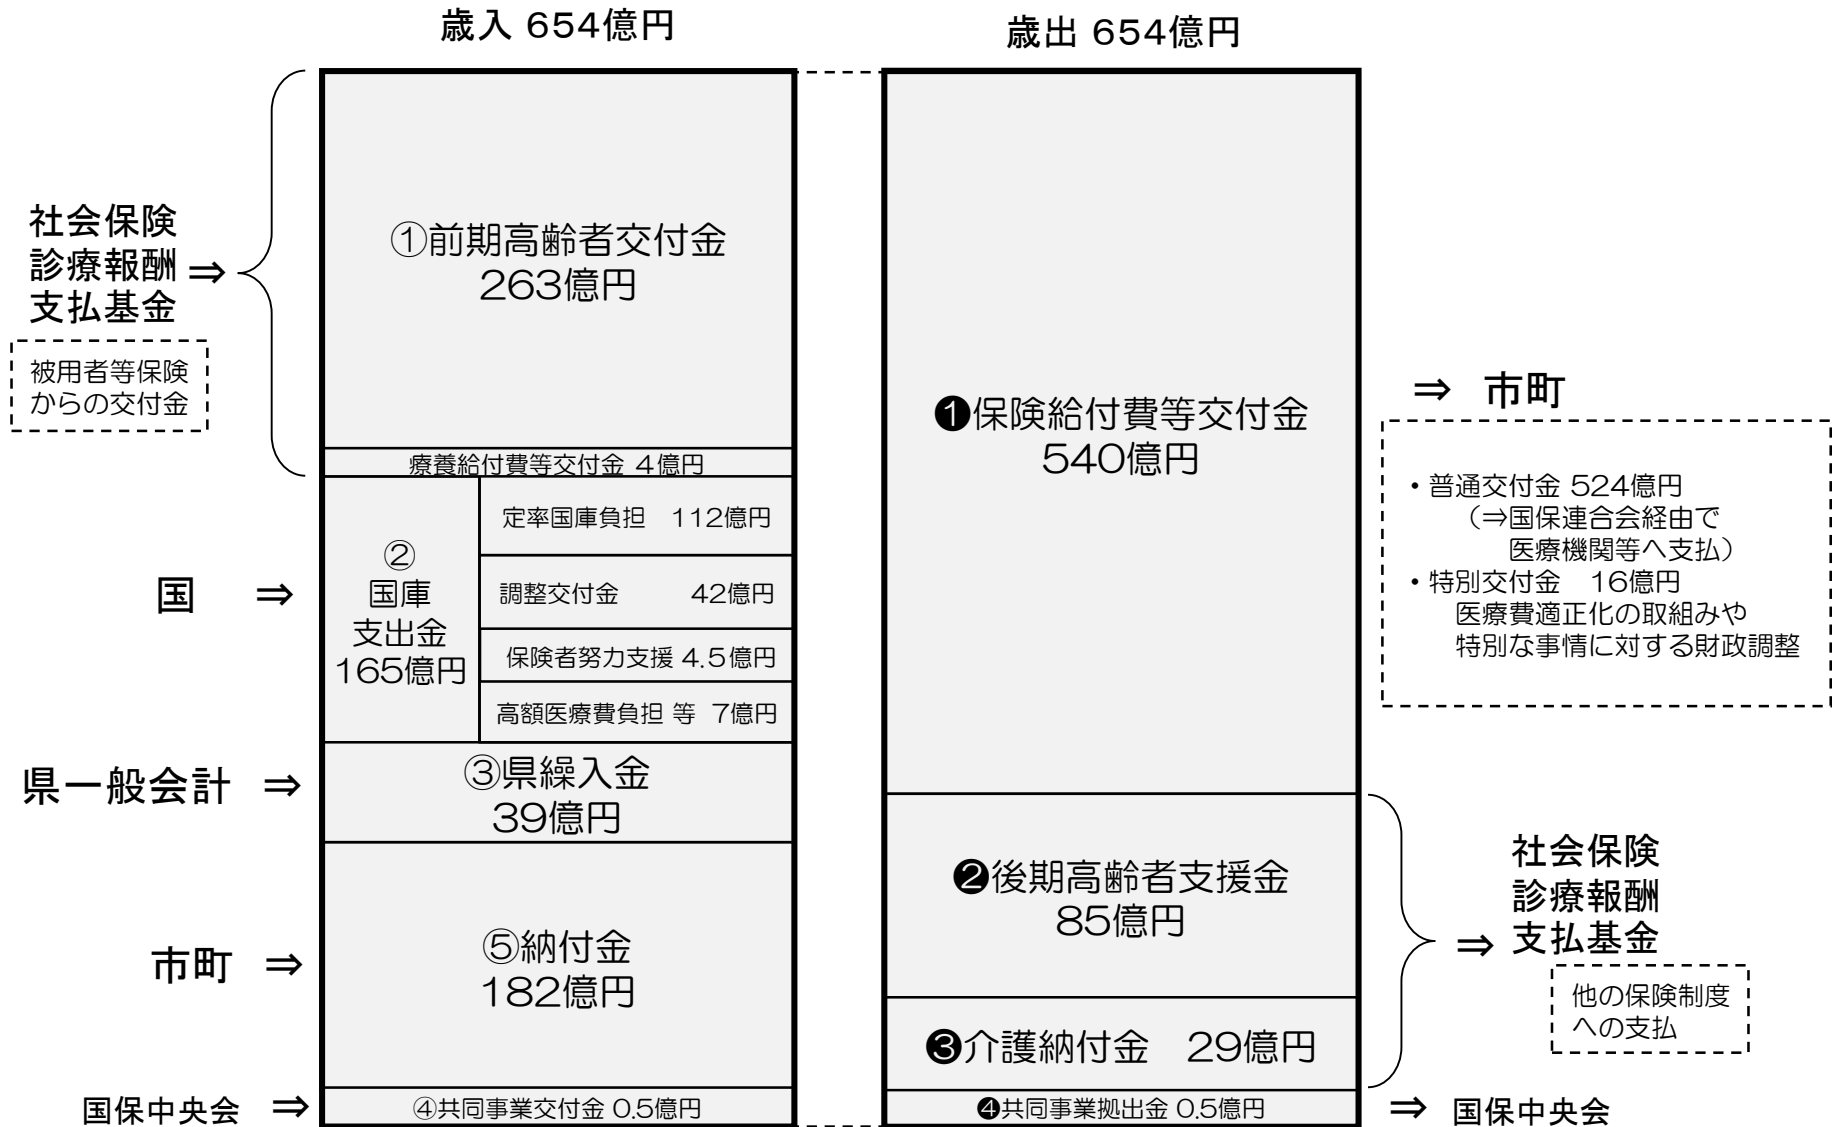 歳入 654億円
歳出 654億円
社会保険
診療報酬
支払基金
⇒
被用者等保険
からの交付金
①前期高齢者交付金
263億円
療養給付費等交付金 4億円
国 ⇒
②
国庫
支出金
165億円
定率国庫負担 112億円
調整交付金 42億円
保険者努力支援 4.5億円
高額医療費負担 等 7億円
県一般会計 ⇒
③県繰入金
39億円
市町 ⇒
⑤納付金
182億円
国保中央会 ⇒
④共同事業交付金 0.5億円
❶保険給付費等交付金
540億円
⇒ 市町
・普通交付金 524億円
（⇒国保連合会経由で
医療機関等へ支払）
・特別交付金 16億円
医療費適正化の取組みや
特別な事情に対する財政調整
❷後期高齢者支援金
85億円
❸介護納付金 29億円
⇒
社会保険
診療報酬
支払基金
他の保険制度
への支払
❹共同事業拠出金 0.5億円
⇒ 国保中央会